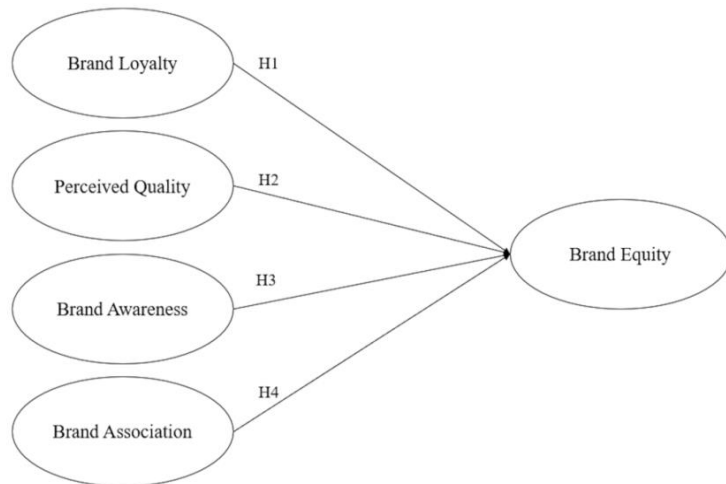 Brand Loyalty
H1
Perceived Quality
H2
Brand Equity
Brand Awareness
H3
Brand Association
H4